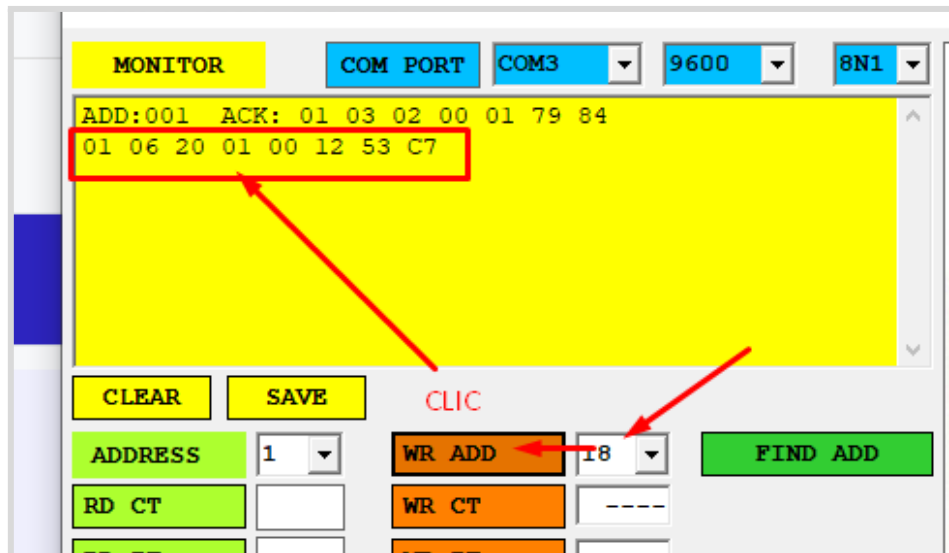 MONITOR COM PORT COM3 9600 8N1
ADD:001 ACK: 01 03 02 00 01 79 84
01 06 20 01 00 12 53 C7
CLEAR SAVE CLIC
ADDRESS 1 WR ADD 18 FIND ADD
RD CT WR CT ----